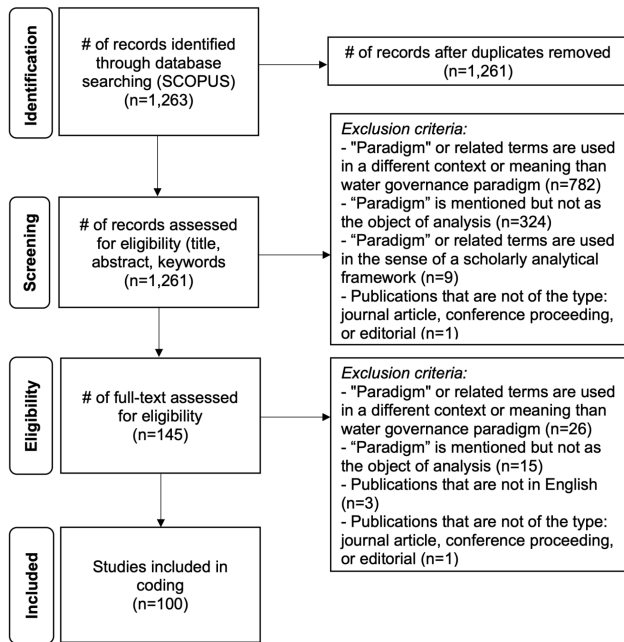 Identification
# of records identified
through database
searching (SCOPUS)
(n=1,263)
# of records after duplicates removed
(n=1,261)
Screening
# of records assessed
for eligibility (title,
abstract, keywords
(n=1,261)
Exclusion criteria:
- "Paradigm" or related terms are used
in a different context or meaning than
water governance paradigm (n=782)
- “Paradigm” is mentioned but not as
the object of analysis (n=324)
- “Paradigm” or related terms are used
in the sense of a scholarly analytical
framework (n=9)
- Publications that are not of the type:
journal article, conference proceeding,
or editorial (n=1)
Eligibility
# of full-text assessed
for eligibility
(n=145)
Exclusion criteria:
- "Paradigm" or related terms are used
in a different context or meaning than
water governance paradigm (n=26)
- “Paradigm” is mentioned but not as
the object of analysis (n=15)
- Publications that are not in English
(n=3)
- Publications that are not of the type:
journal article, conference proceeding,
or editorial (n=1)
Included
Studies included in
coding
(n=100)